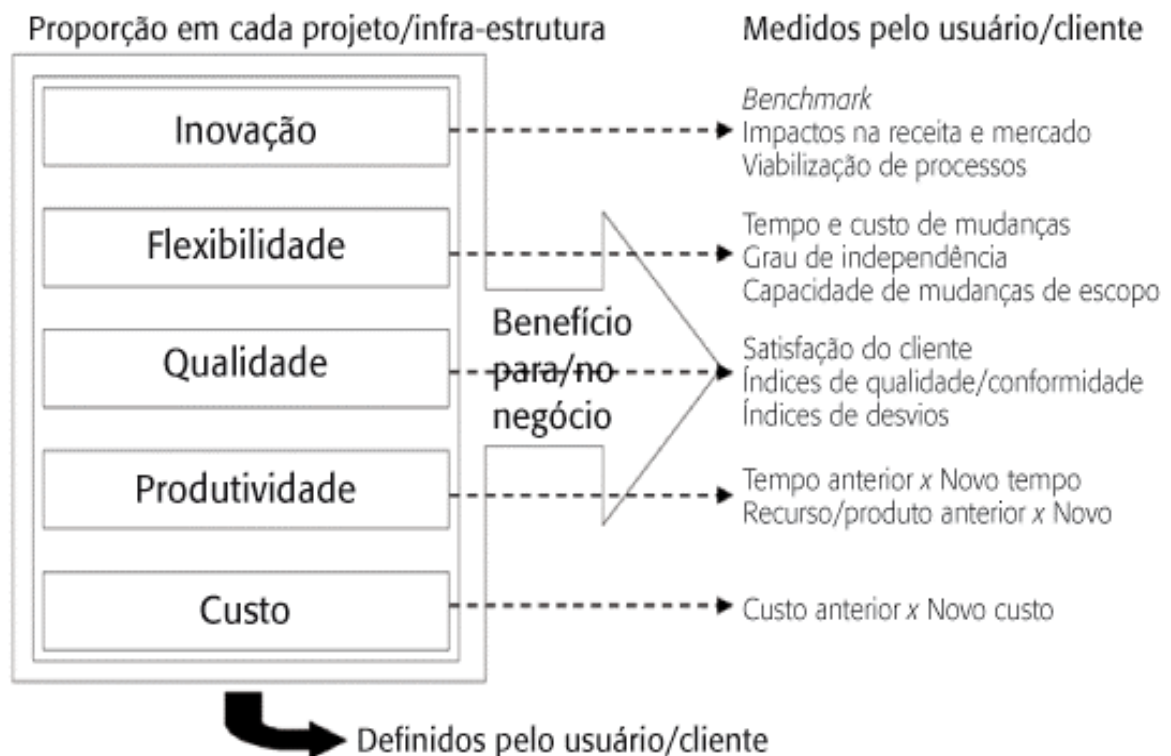 Proporção em cada projeto/infra-estrutura
Medidos pelo usuário/cliente
Inovação
Benchmark
Impactos na receita e mercado
Viabilização de processos
Flexibilidade
Tempo e custo de mudanças
Grau de independência
Capacidade de mudanças de escopo
Qualidade
Benefício
para/no
negócio
Satisfação do cliente
Índices de qualidade/conformidade
Índices de desvios
Produtividade
Tempo anterior x Novo tempo
Recurso/produto anterior x Novo
Custo
Custo anterior x Novo custo
Definidos pelo usuário/cliente